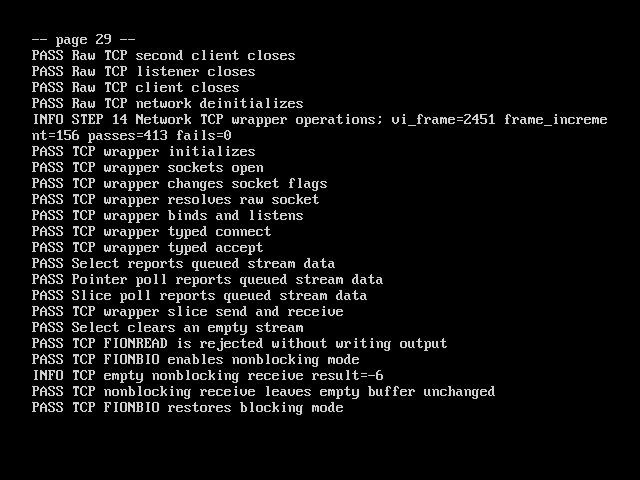 -- page 29 --
PASS Raw TCP second client closes
PASS Raw TCP listener closes
PASS Raw TCP client closes
PASS Raw TCP network deinitializes
INFO STEP 14 Network TCP wrapper operations; vi_frame=2451 frame_increme
nt=156 passes=413 fails=0
PASS TCP wrapper initializes
PASS TCP wrapper sockets open
PASS TCP wrapper changes socket flags
PASS TCP wrapper resolves raw socket
PASS TCP wrapper binds and listens
PASS TCP wrapper typed connect
PASS TCP wrapper typed accept
PASS Select reports queued stream data
PASS Pointer poll reports queued stream data
PASS Slice poll reports queued stream data
PASS TCP wrapper slice send and receive
PASS Select clears an empty stream
PASS TCP FIONREAD is rejected without writing output
PASS TCP FIONBIO enables nonblocking mode
INFO TCP empty nonblocking receive result=-6
PASS TCP nonblocking receive leaves empty buffer unchanged
PASS TCP FIONBIO restores blocking mode